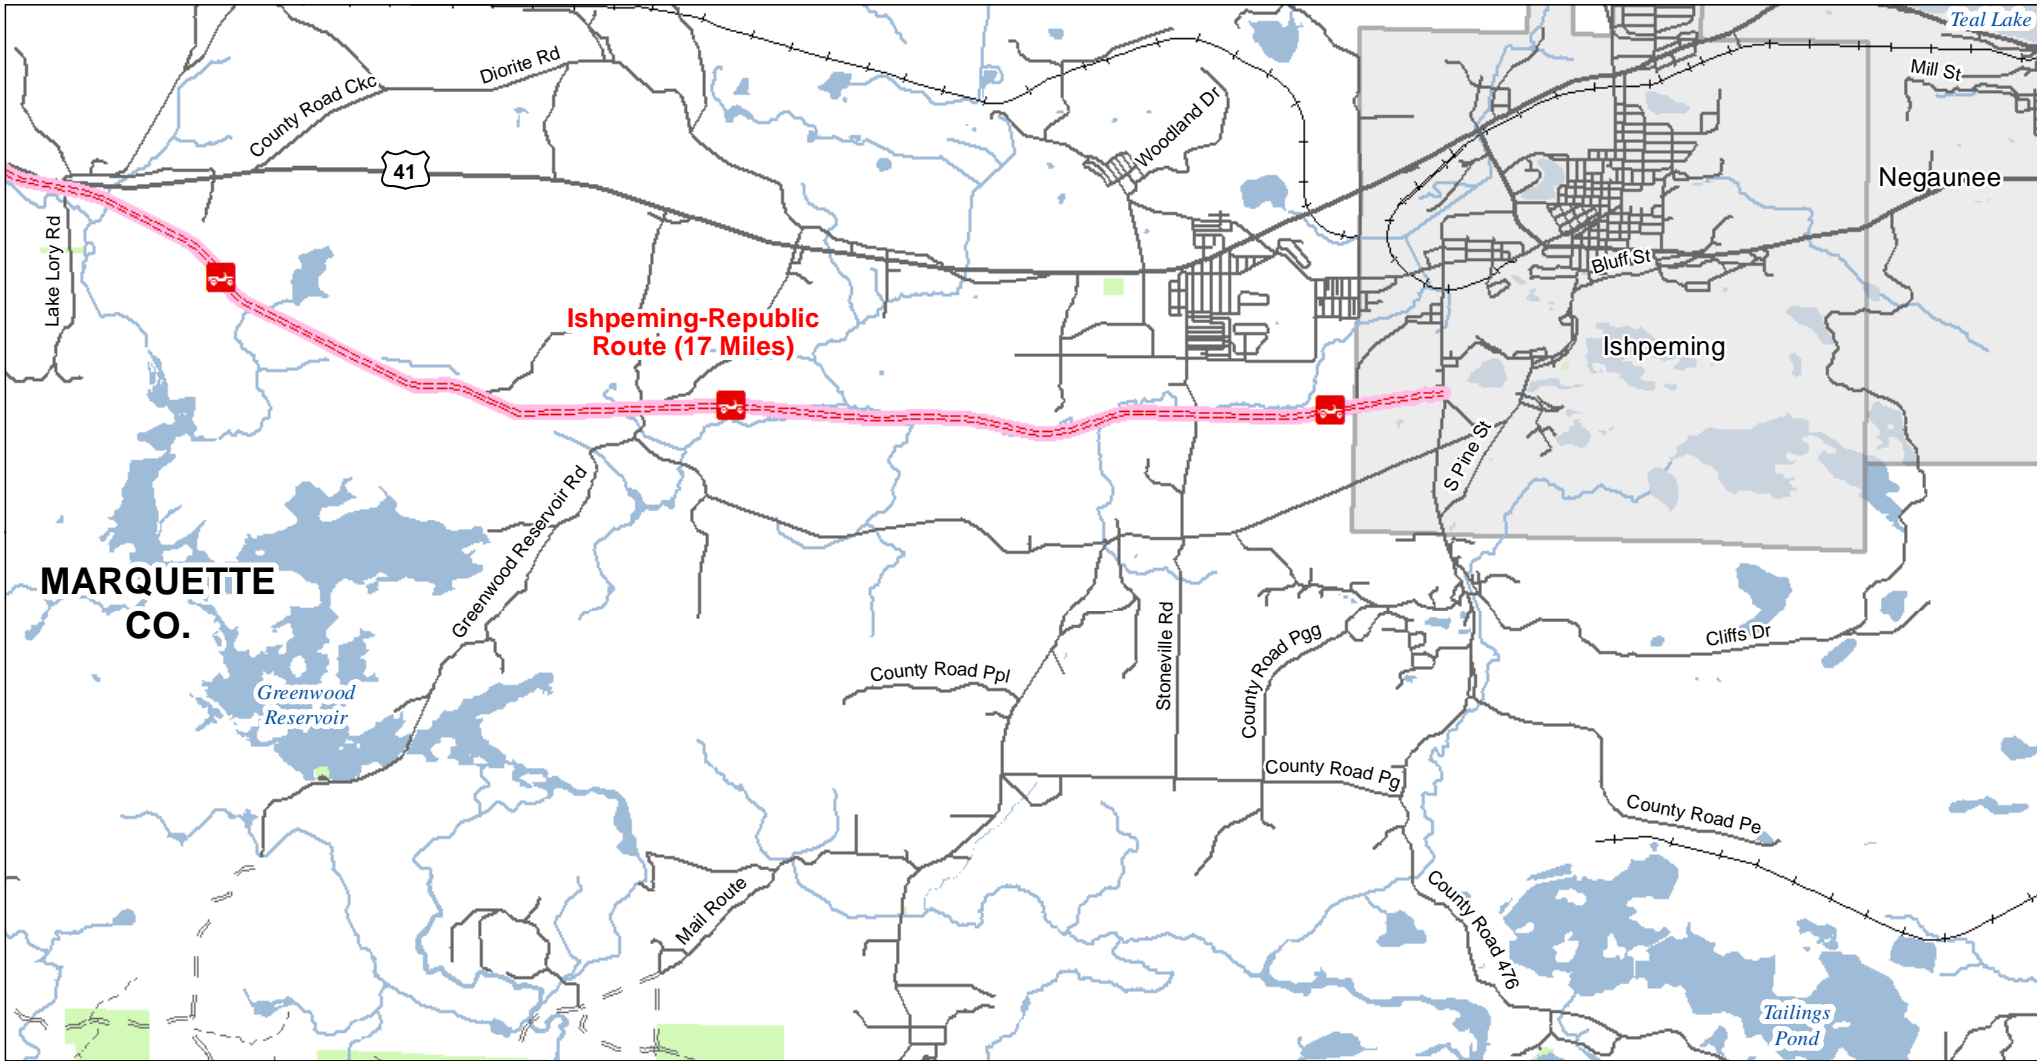 Teal Lake
Mill St
Diorite Rd
County Road Ckc
Woodland Dr
41
Negaunee
Lake Lory Rd
Bluff St
Ishpeming-Republic
Route (17 Miles)
Ishpeming
S Pine St
Greenwood Reservoir Rd
MARQUETTE
CO.
Cliffs Dr
County Road Pgg
Stoneville Rd
County Road Ppl
Greenwood
Reservoir
County Road Pg
County Road Pe
Mail Route
County Road 476
Tailings
Pond